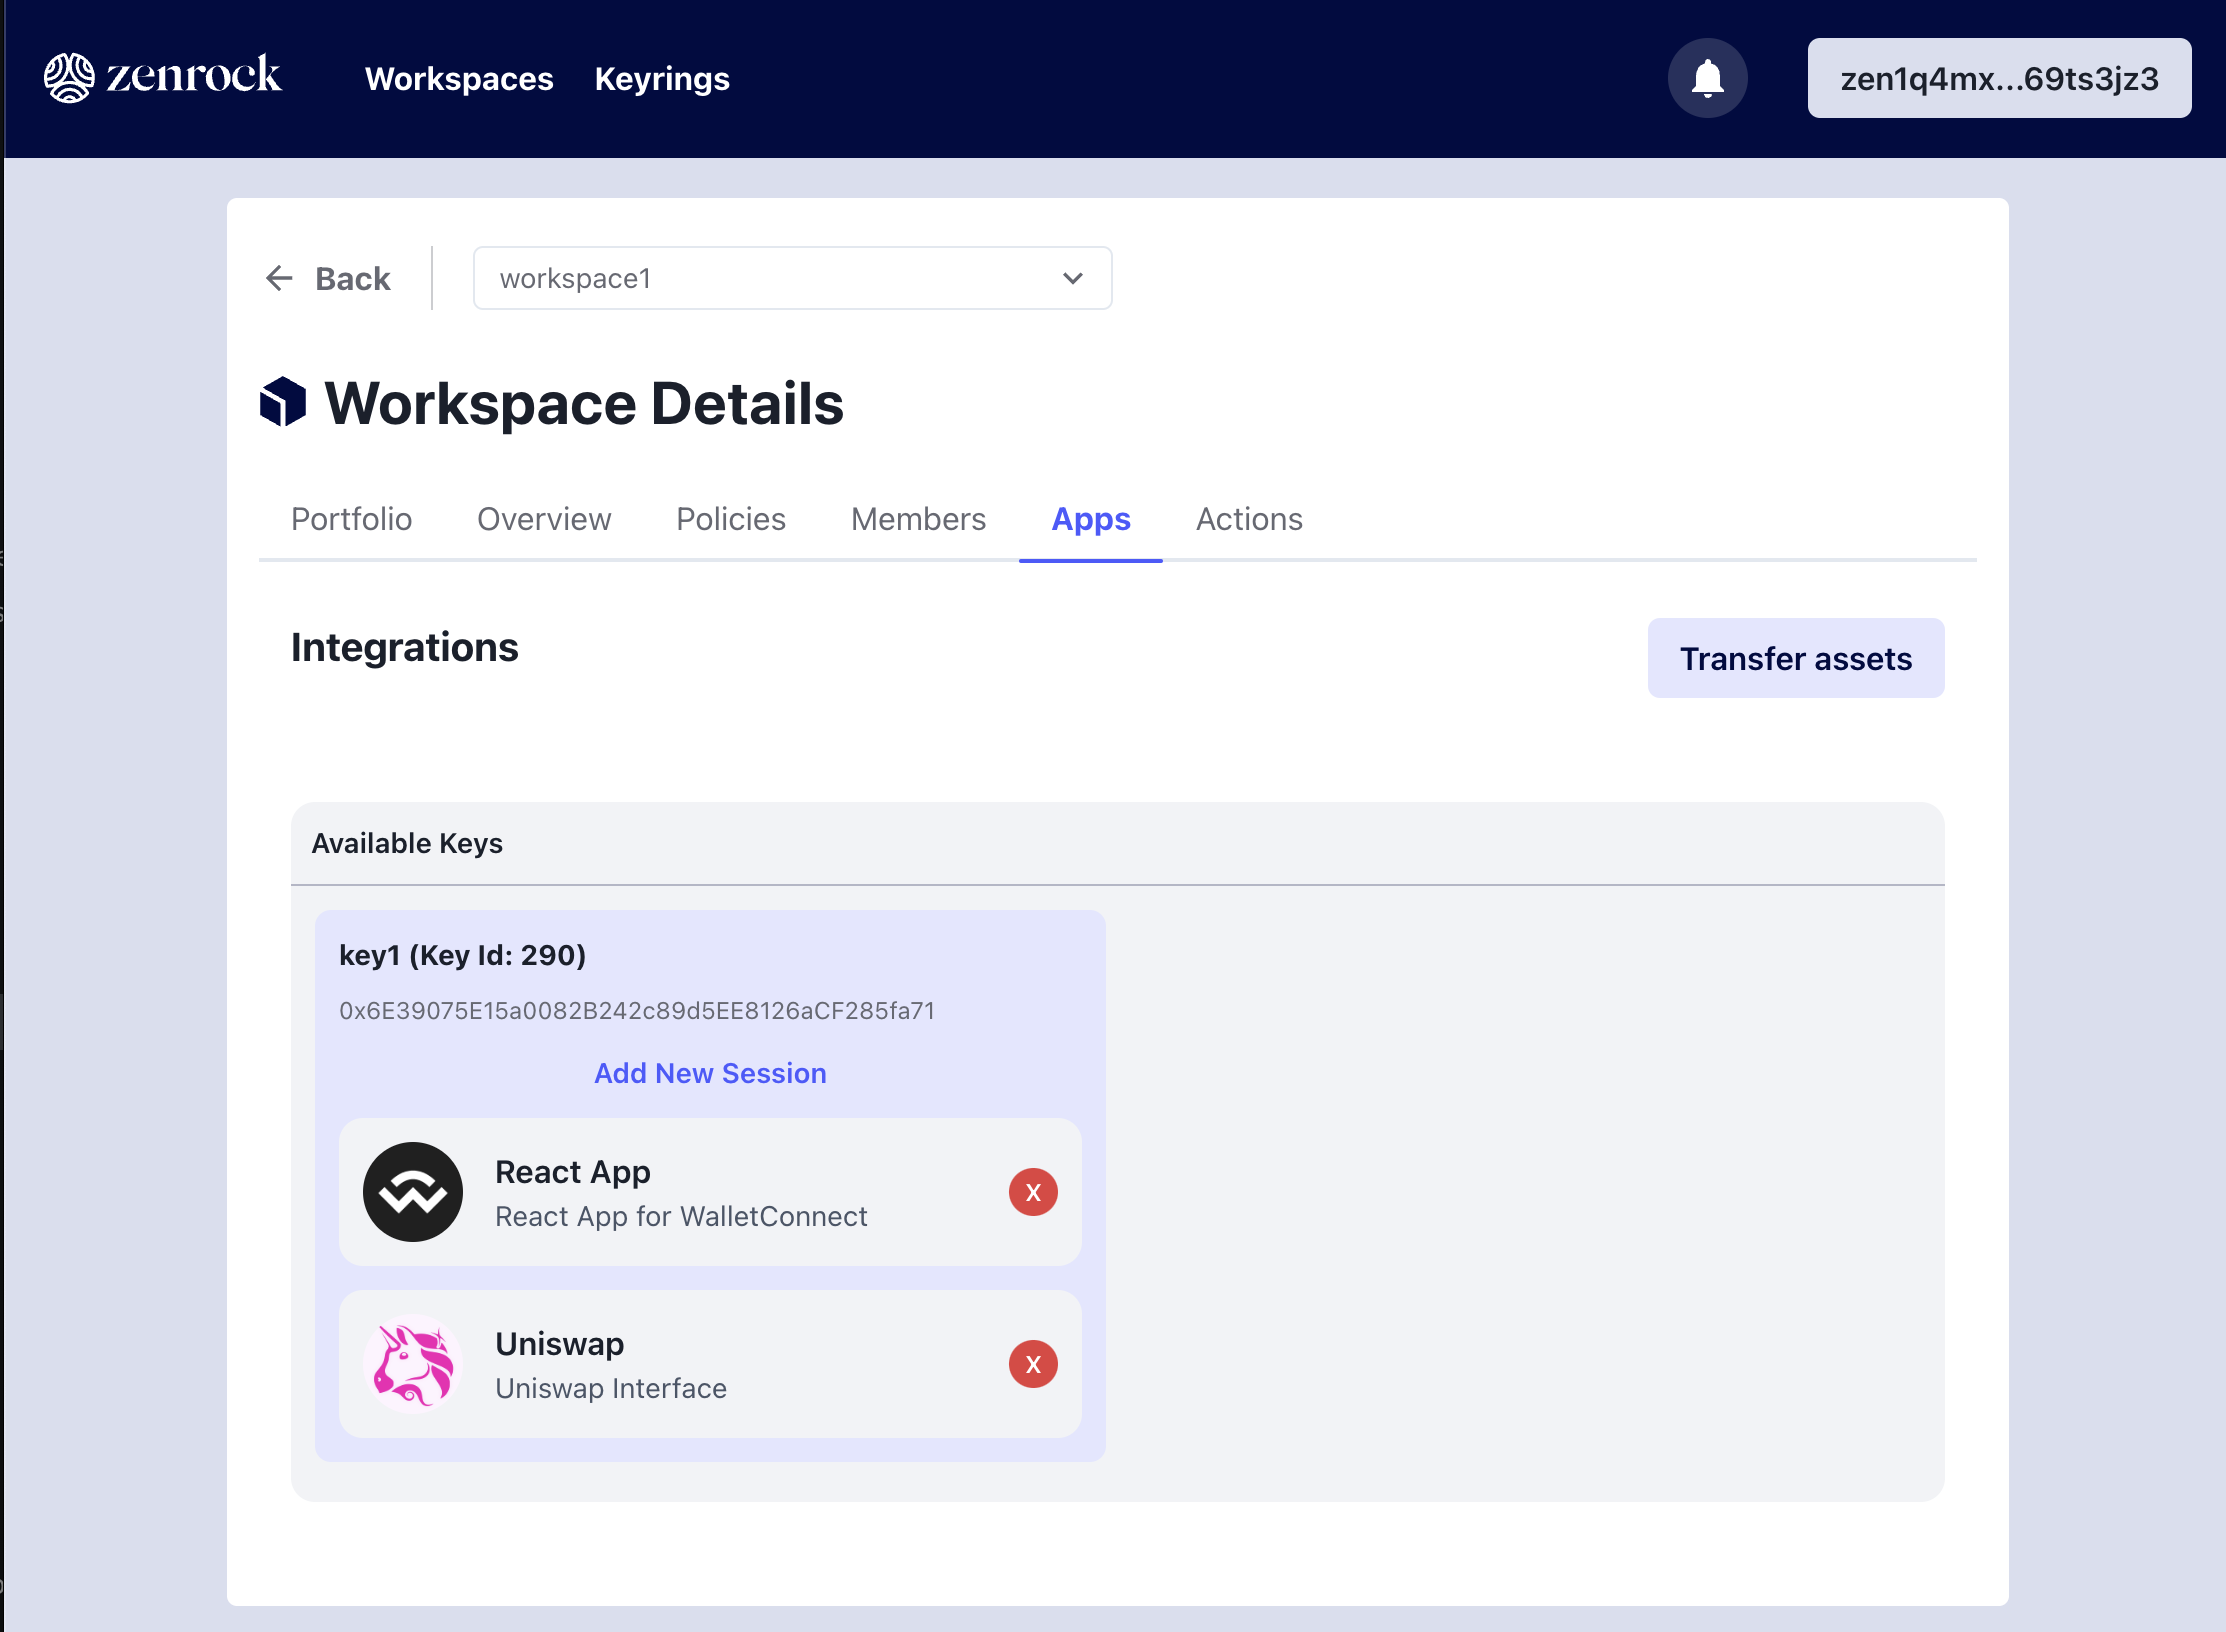 zenrock
Workspaces
Keyrings
zen1q4mx...69ts3jz3
Back
workspace1
Workspace Details
Portfolio
Overview
Policies
Members
Apps
Actions
Integrations
Transfer assets
Available Keys
key1 (Key Id: 290)
0x6E39075E15a0082B242c89d5EE8126aCF285fa71
Add New Session
React App
React App for WalletConnect
X
Uniswap
Uniswap Interface
X